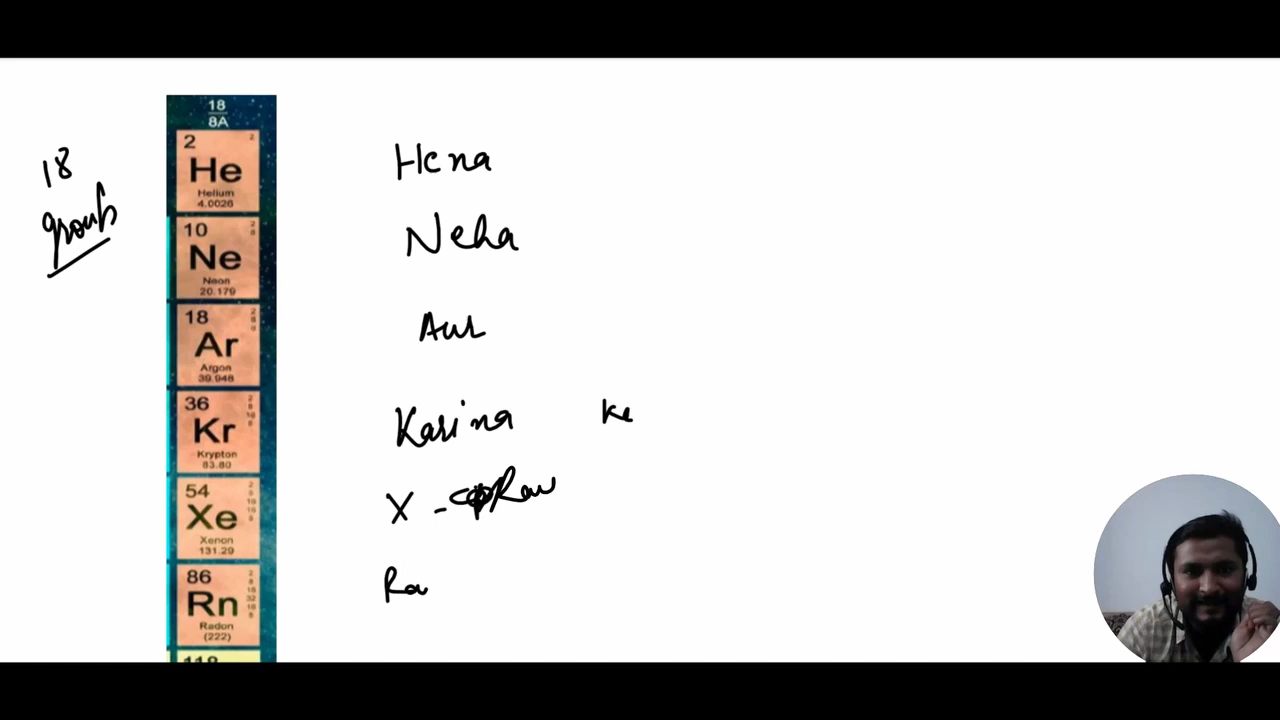 18
8A
18
group
2
He
Helium
4.0026
Hena
10
Ne
Neon
20.179
Neha
18
Ar
Argon
39.948
Aur
36
Kr
Krypton
83.80
Karina Ke
54
Xe
Xenon
131.29
X - Rav
86
Rn
Radon
(222)
Ra
118